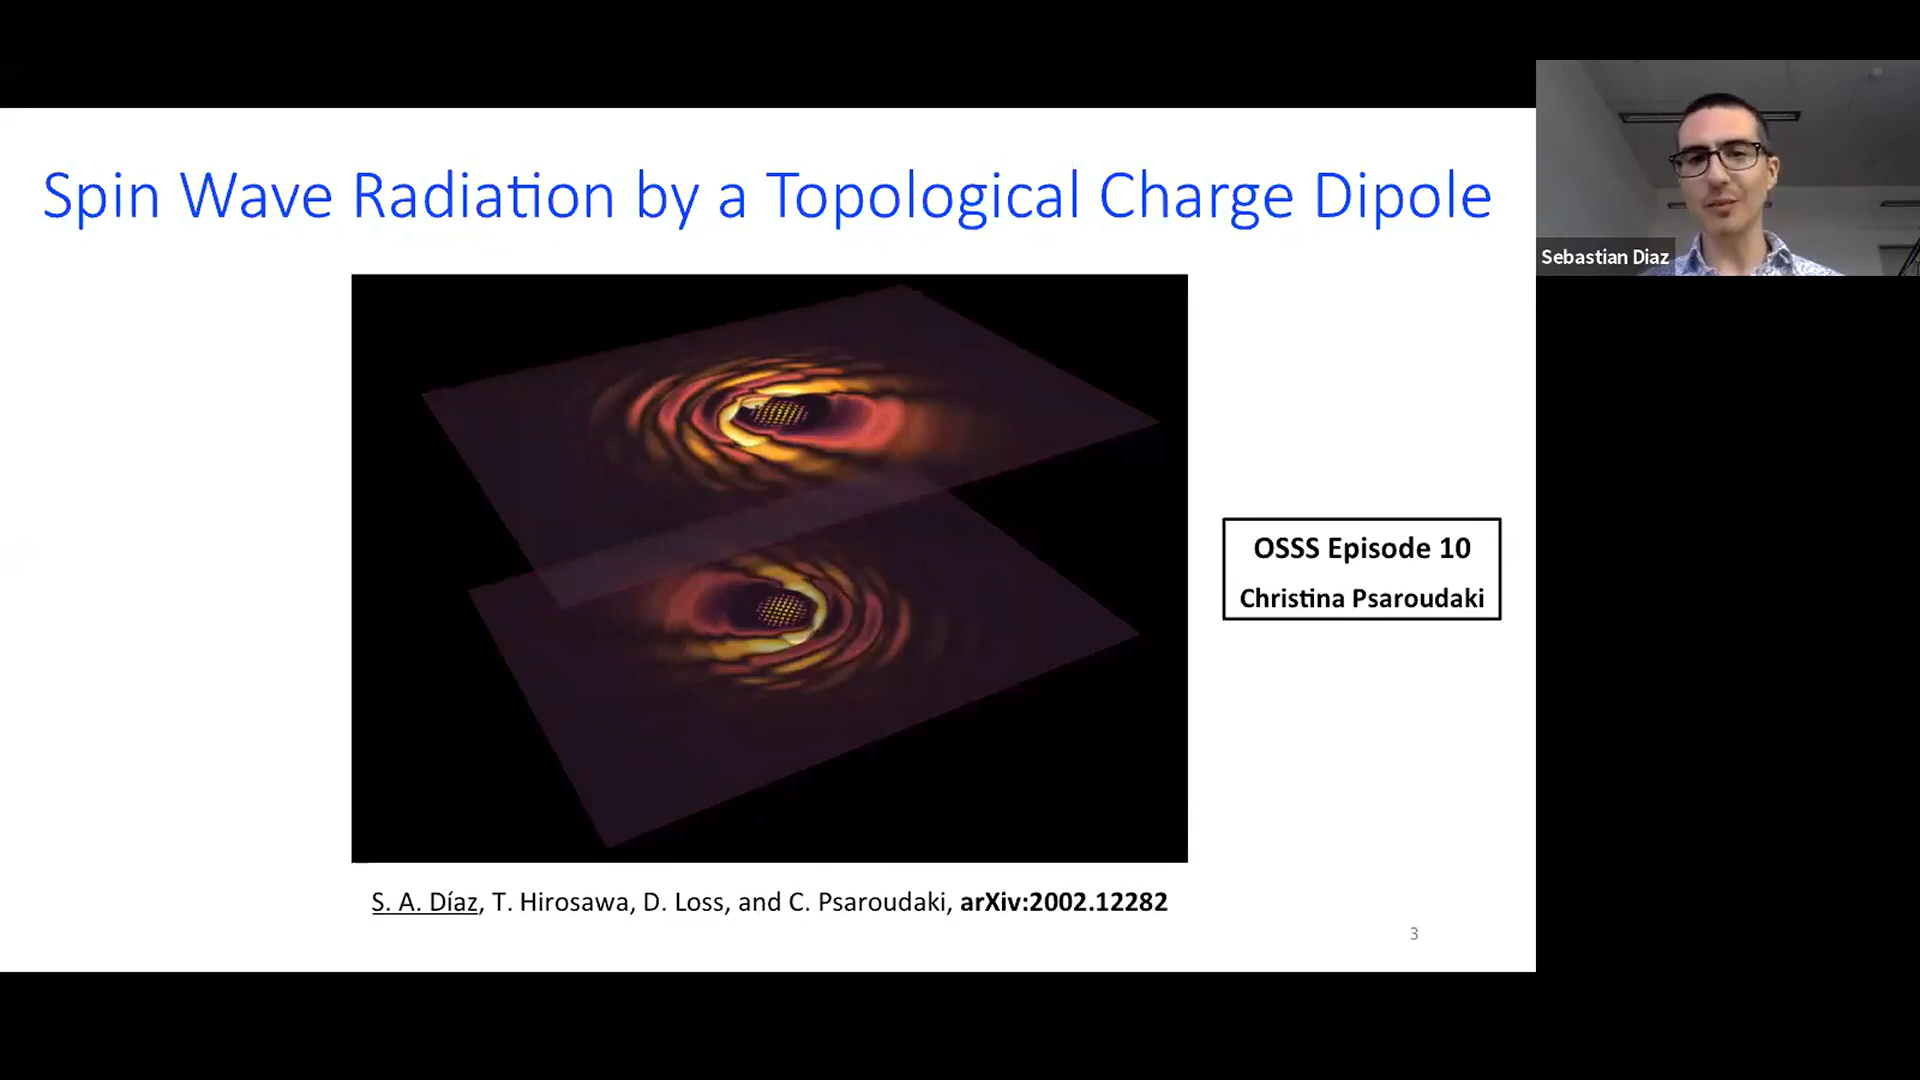 Spin Wave Radiation by a Topological Charge Dipole
Sebastian Diaz
OSSS Episode 10
Christina Psaroudaki
S. A. Díaz, T. Hirosawa, D. Loss, and C. Psaroudaki, arXiv:2002.12282
3